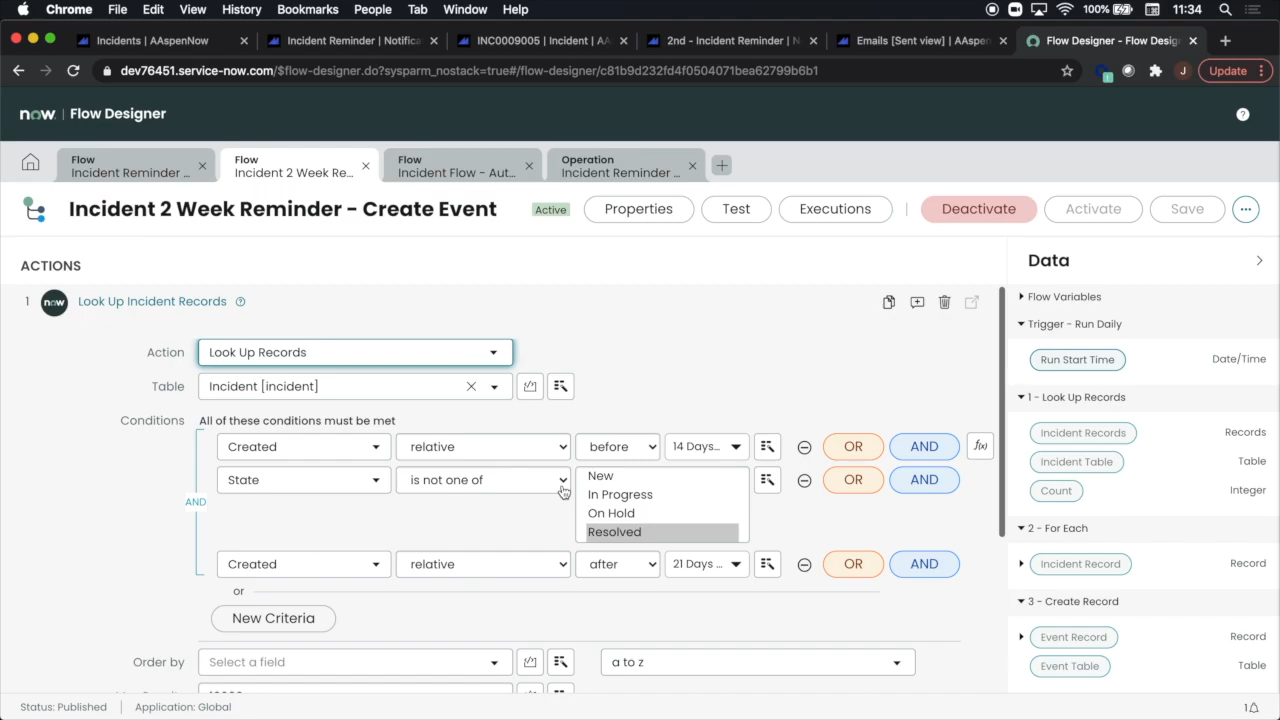 Chrome File Edit View History Bookmarks People Tab Window Help 100% 11:34
Incidents | AAspenNow Incident Reminder | Notifica INC0009005 | Incident | AA 2nd - Incident Reminder | N Emails [Sent view] | AAspen Flow Designer - Flow Desig
dev76451.service-now.com/$flow-designer.do?sysparm_nostack=true#/flow-designer/c81b9d232fd4f0504071bea62799b6b1 J Update
now | Flow Designer ?
Flow Flow Flow Operation
Incident Reminder ... Incident 2 Week Re... Incident Flow - Aut... Incident Reminder ...
Incident 2 Week Reminder - Create Event Active Properties Test Executions Deactivate Activate Save ...
ACTIONS
Data
1 now Look Up Incident Records
Flow Variables
Trigger - Run Daily
Action Look Up Records
Run Start Time Date/Time
Table Incident [incident]
1 - Look Up Records
Conditions All of these conditions must be met
Incident Records Records
Created relative before 14 Days... OR AND f(x)
Incident Table Table
State is not one of New OR AND
In Progress
On Hold
Resolved
Count Integer
AND
2 - For Each
Created relative after 21 Days ... OR AND
Incident Record Record
or
3 - Create Record
New Criteria
Event Record Record
Order by Select a field a to z
Event Table Table
Status: Published Application: Global 1